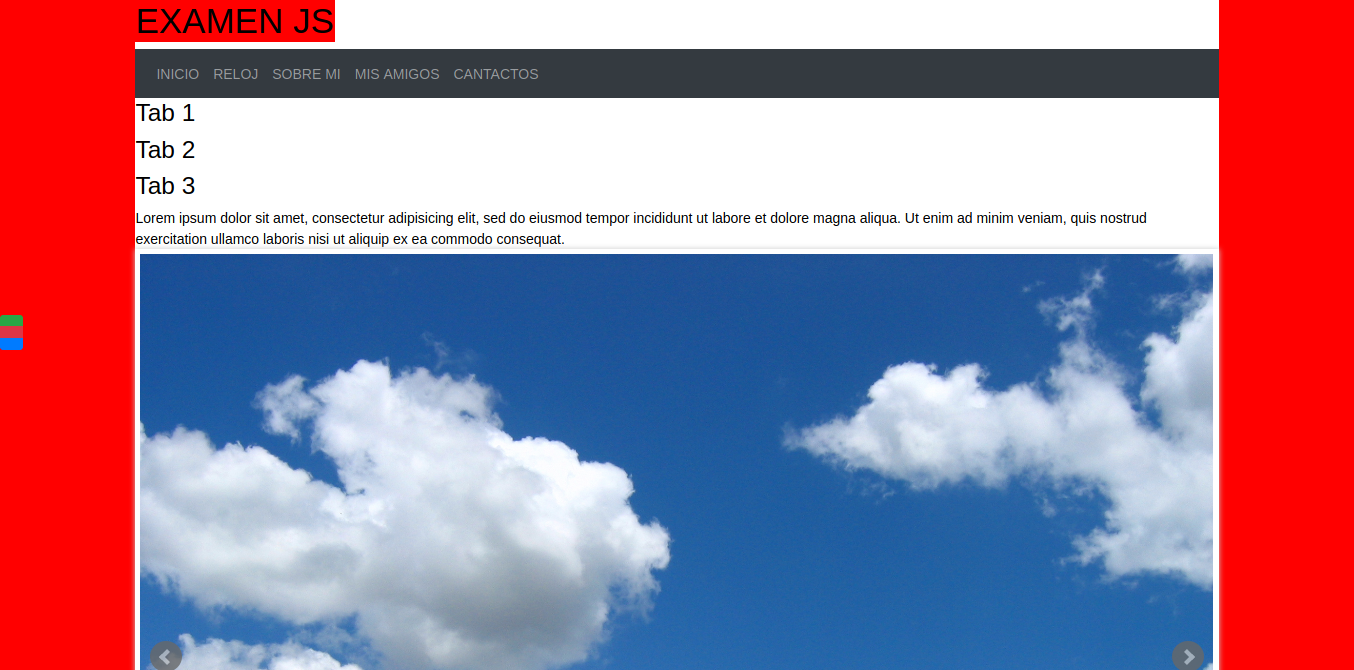 EXAMEN JS
INICIO RELOJ SOBRE MI MIS AMIGOS CANTACTOS
Tab 1
Tab 2
Tab 3
Lorem ipsum dolor sit amet, consectetur adipisicing elit, sed do eiusmod tempor incididunt ut labore et dolore magna aliqua. Ut enim ad minim veniam, quis nostrud
exercitation ullamco laboris nisi ut aliquip ex ea commodo consequat.